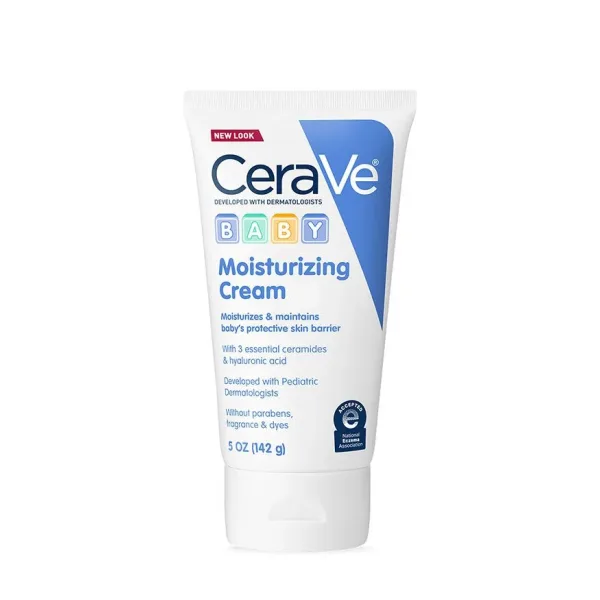 NEW LOOK
CeraVe®
DEVELOPED WITH DERMATOLOGISTS
BABY
Moisturizing
Cream
Moisturizes & maintains
baby's protective skin barrier
With 3 essential ceramides
& hyaluronic acid
Developed with Pediatric
Dermatologists
Without parabens,
fragrance & dyes
5 OZ (142 g)
ACCEPTED
e
National
Eczema
Association